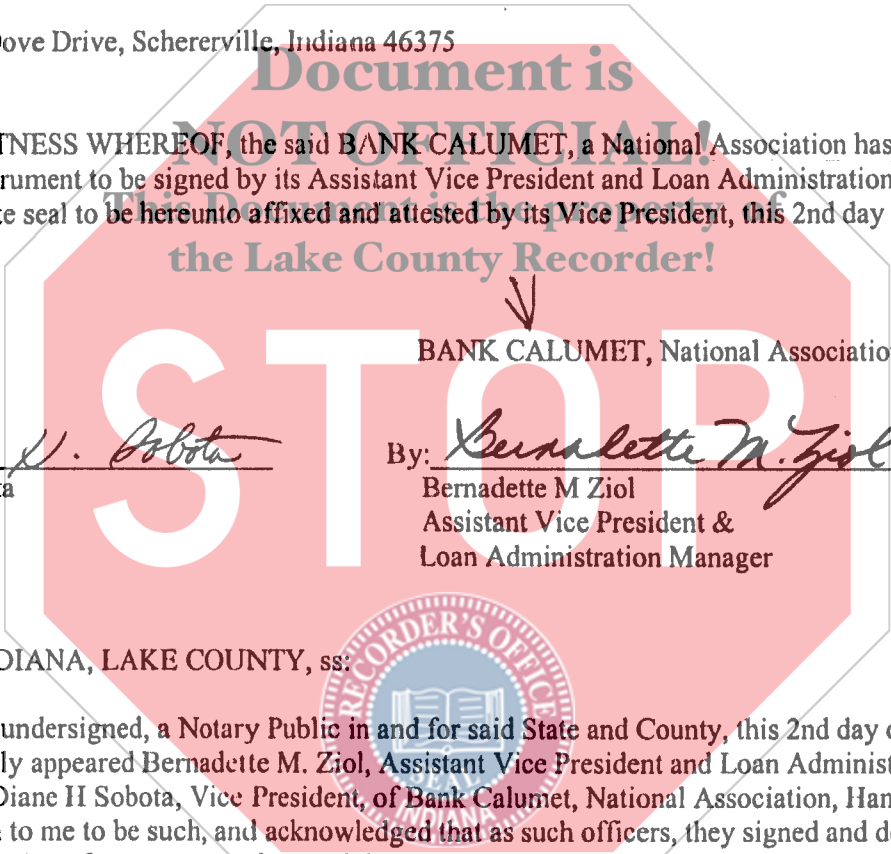 ove Drive, Schererville, Indiana 46375
Document is
NOT OFFICIAL!
TNESS WHEREOF, the said BANK CALUMET, a National Association has
rument to be signed by its Assistant Vice President and Loan Administration
This Document is the property of
te seal to be hereunto affixed and attested by its Vice President, this 2nd day
the Lake County Recorder!
BANK CALUMET, National Associatio
STOP
H. Sobota
By: Bernadette M. Ziol
ta
Bernadette M Ziol
Assistant Vice President &
Loan Administration Manager
RECORDER'S OFFICE
DIANA, LAKE COUNTY, ss:
undersigned, a Notary Public in and for said State and County, this 2nd day
ly appeared Bernadette M. Ziol, Assistant Vice President and Loan Administ
SEAL
Diane H Sobota, Vice President, of Bank Calumet, National Association, Ham
INDIANA
to me to be such, and acknowledged that as such officers, they signed and d